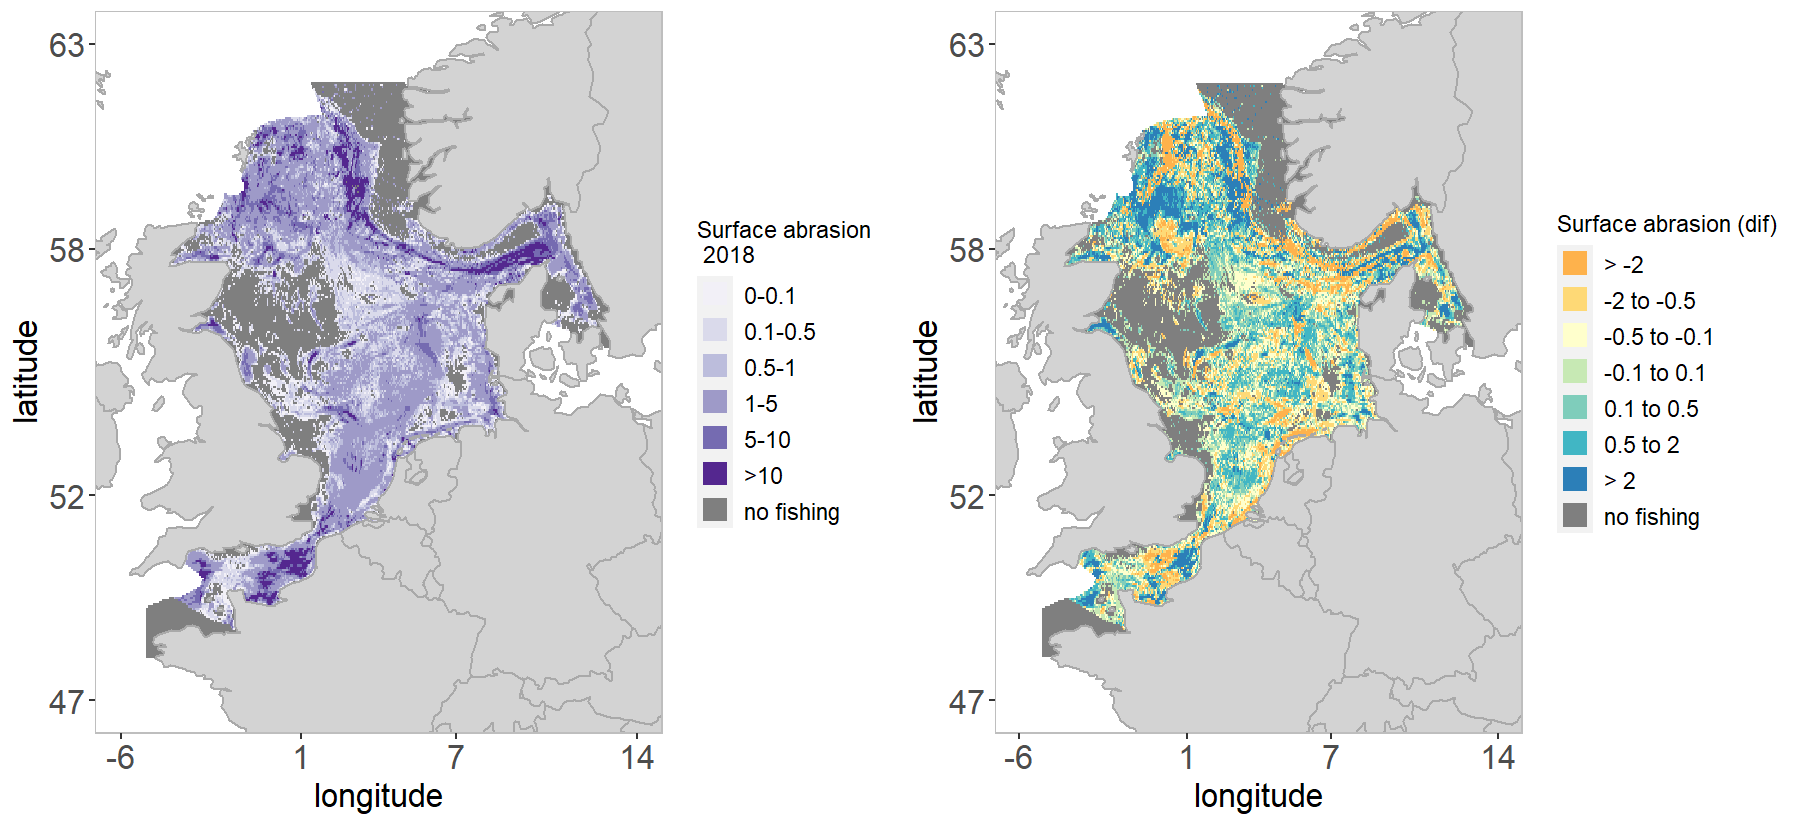 63
58
52
47
latitude
-6
1
7
14
longitude
Surface abrasion
2018
0-0.1
0.1-0.5
0.5-1
1-5
5-10
>10
no fishing
63
58
52
47
latitude
-6
1
7
14
longitude
Surface abrasion (dif)
> -2
-2 to -0.5
-0.5 to -0.1
-0.1 to 0.1
0.1 to 0.5
0.5 to 2
> 2
no fishing